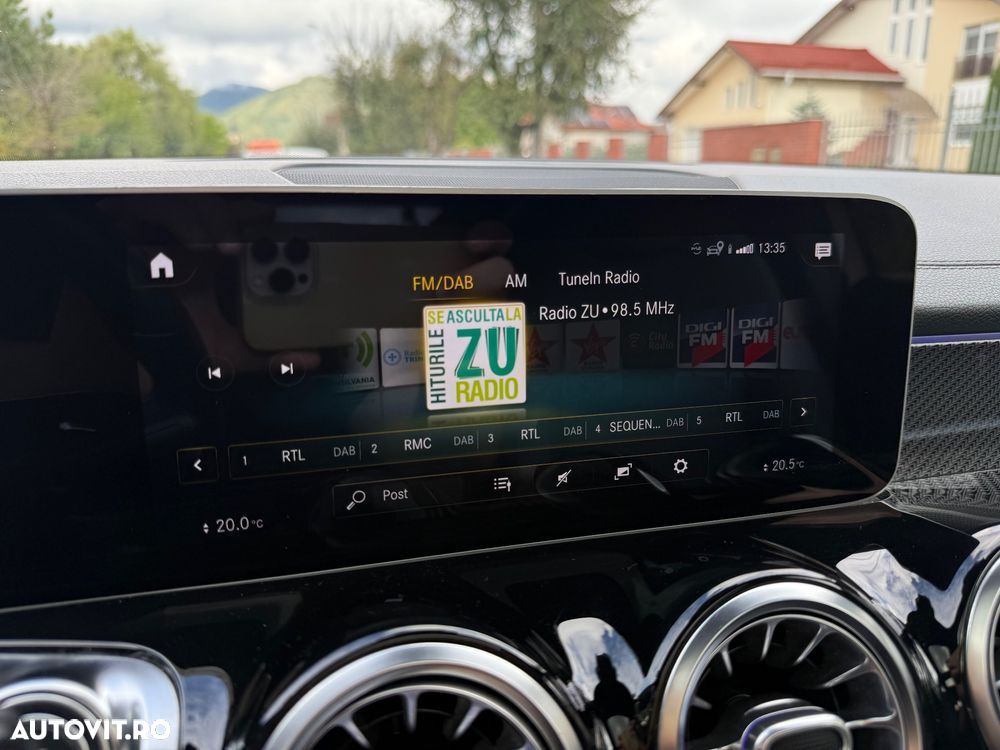 13:35
FM/DAB AM TuneIn Radio
Radio ZU • 98.5 MHz
SE ASCULTA LA
HITURILE
ZU
RADIO
City
Radio
DIGI
FM
DIGI
FM
1 RTL DAB 2 RMC DAB 3 RTL DAB 4 SEQUEN... DAB 5 RTL DAB
Post
20.5°C
20.0°C
AUTOVIT.RO